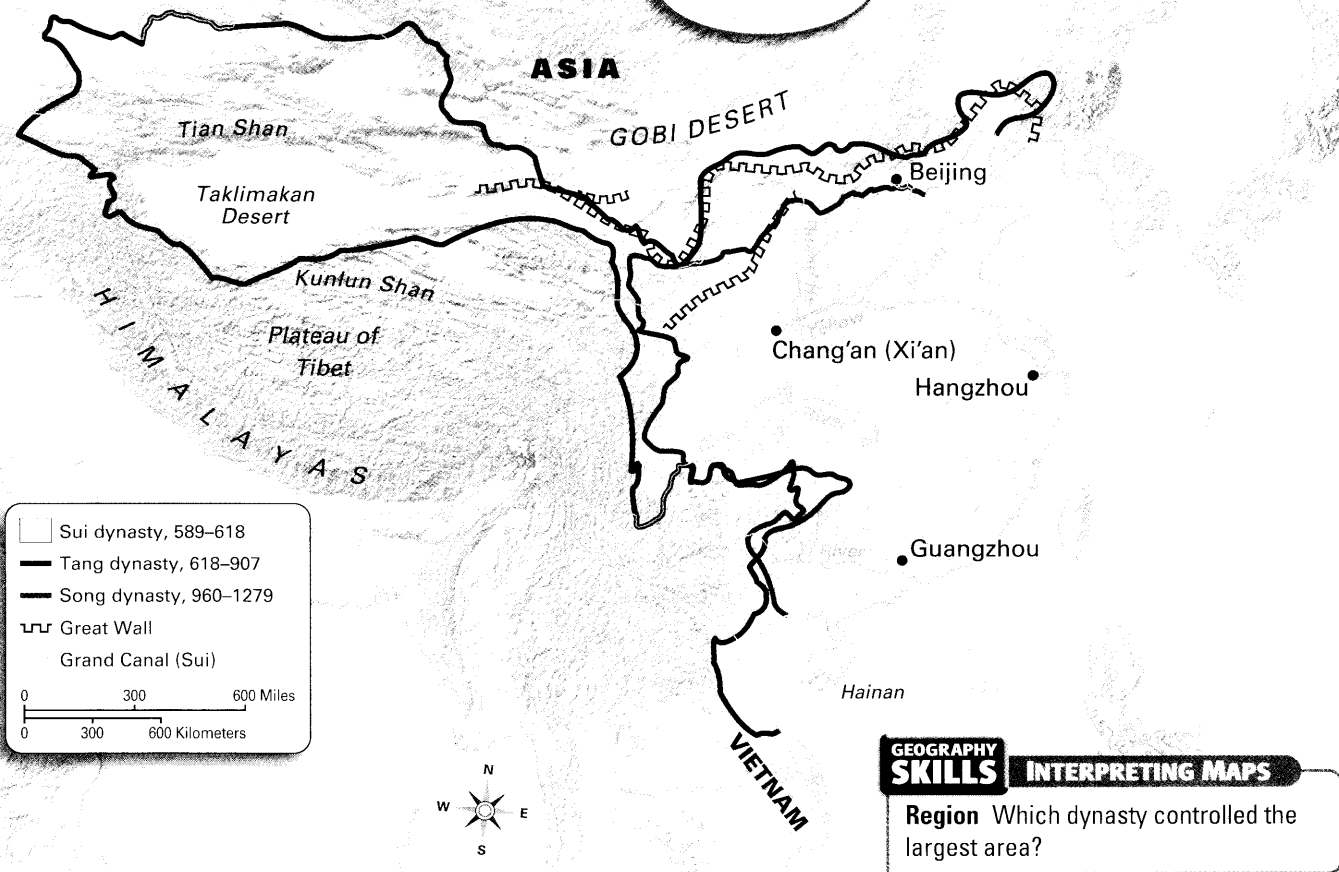 ASIA
GOBI DESERT
Tian Shan
Taklimakan
Desert
Beijing
Kunlun Shan
Plateau of
Tibet
HIMALAYAS
Chang'an (Xi'an)
Hangzhou
Guangzhou
River
Hainan
VIETNAM
Sui dynasty, 589–618
Tang dynasty, 618–907
Song dynasty, 960–1279
Great Wall
Grand Canal (Sui)
0 300 600 Miles
0 300 600 Kilometers
N
W E
S
GEOGRAPHY
SKILLS
INTERPRETING MAPS
Region Which dynasty controlled the
largest area?